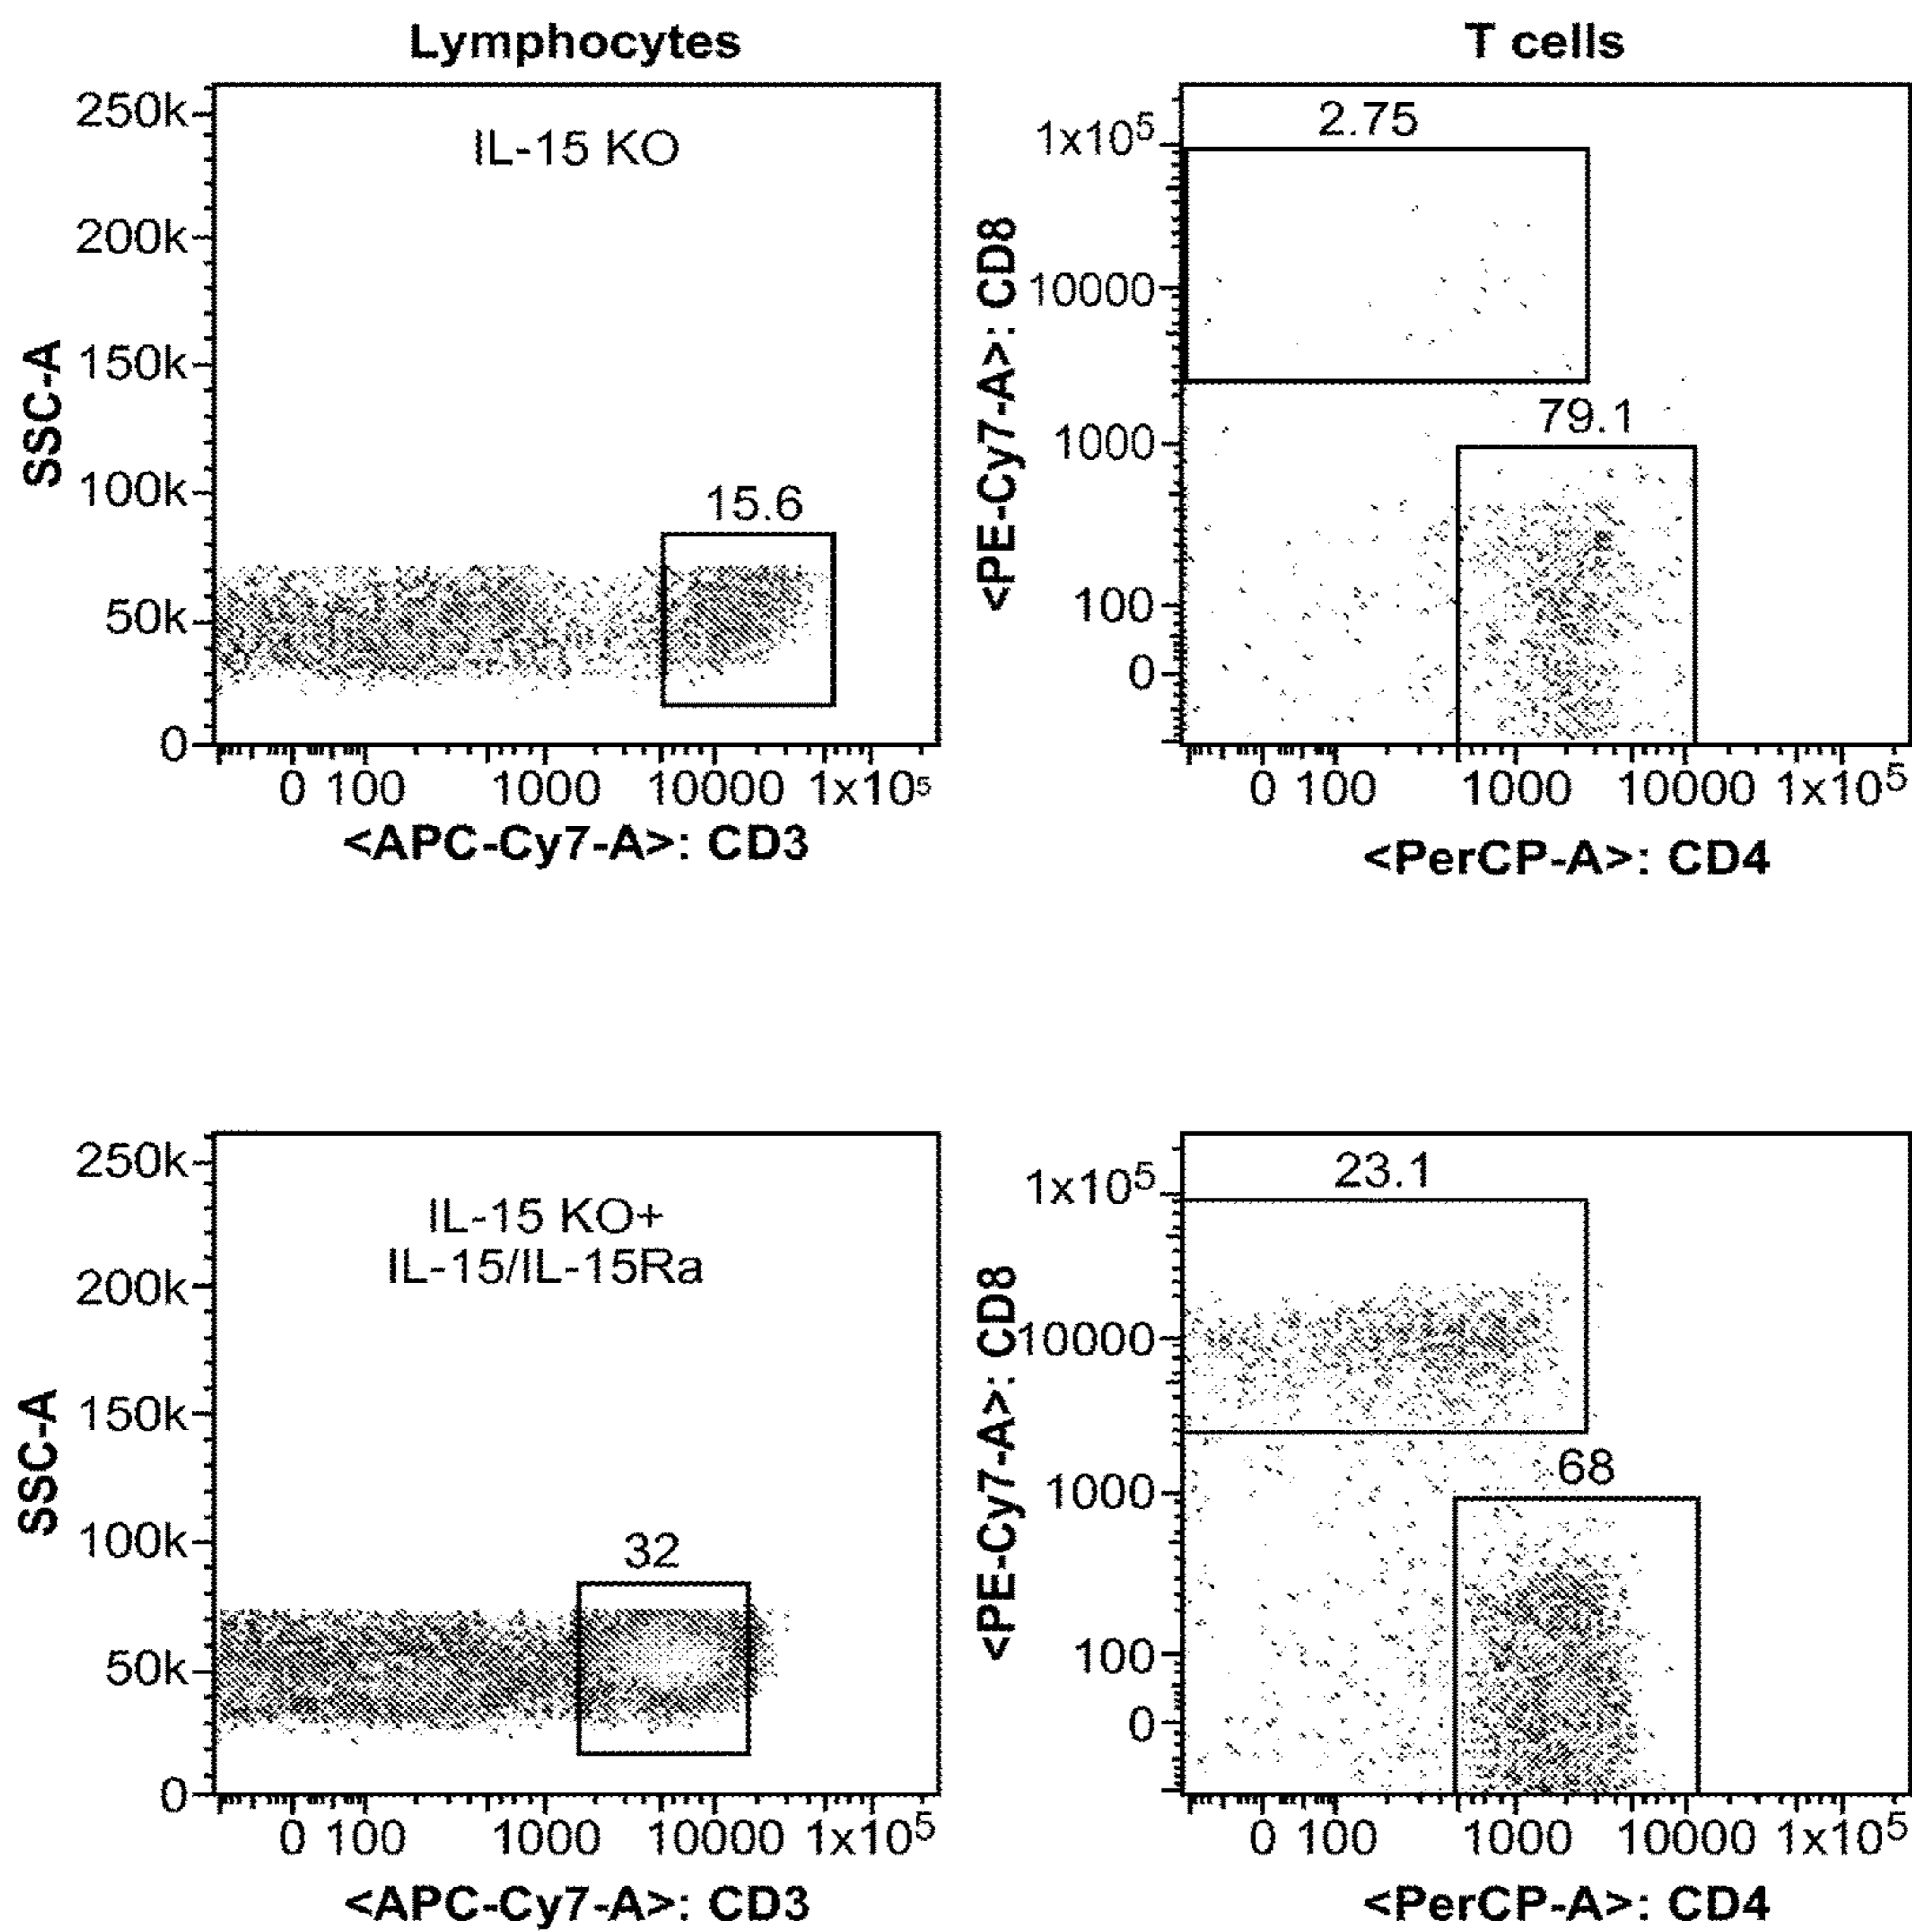 Lymphocytes
T cells
IL-15 KO
250k
200k
150k
100k
50k
0
SSC-A
15.6
0 100 1000 10000 1x10⁵
<APC-Cy7-A>: CD3
2.75
1x10⁵
10000
1000
100
0
<PE-Cy7-A>: CD8
79.1
0 100 1000 10000 1x10⁵
<PerCP-A>: CD4
IL-15 KO+
IL-15/IL-15Ra
250k
200k
150k
100k
50k
0
SSC-A
32
0 100 1000 10000 1x10⁵
<APC-Cy7-A>: CD3
23.1
1x10⁵
10000
1000
100
0
<PE-Cy7-A>: CD8
68
0 100 1000 10000 1x10⁵
<PerCP-A>: CD4